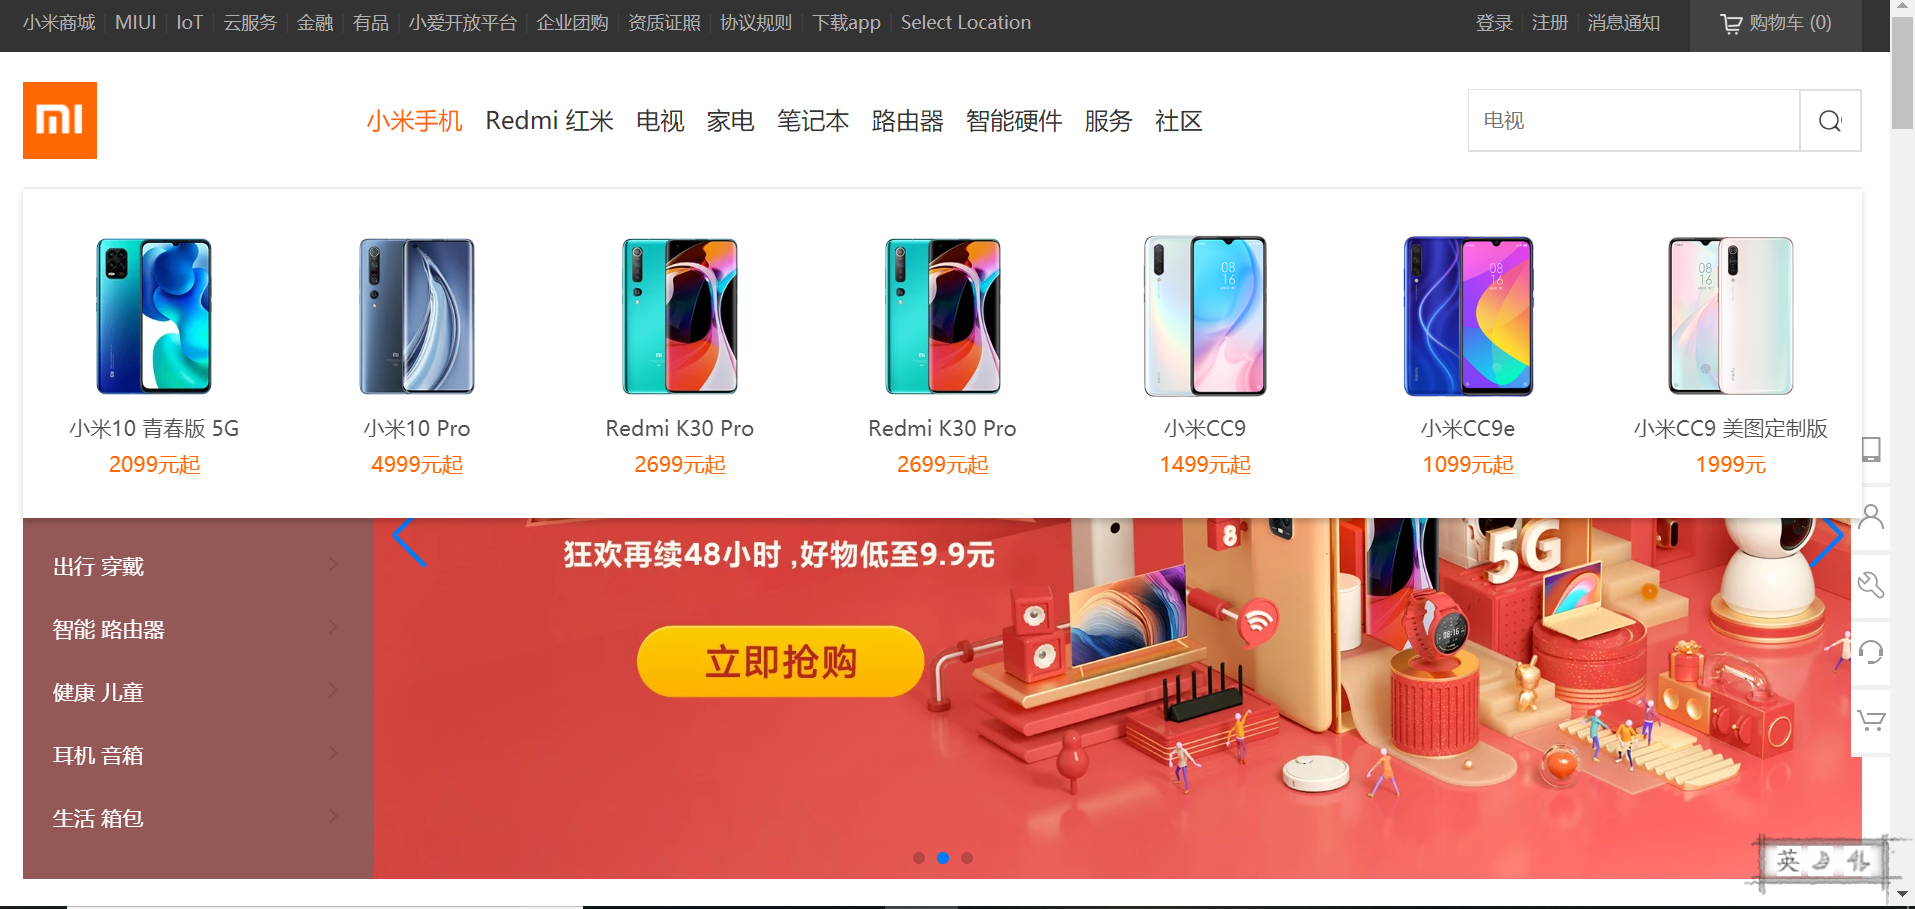 小米商城 MIUI IoT 云服务 金融 有品 小爱开放平台 企业团购 资质证照 协议规则 下载app Select Location 登录 注册 消息通知 购物车 (0)
小米手机 Redmi 红米 电视 家电 笔记本 路由器 智能硬件 服务 社区 电视
小米10 青春版 5G 小米10 Pro Redmi K30 Pro Redmi K30 Pro 小米CC9 小米CC9e 小米CC9 美图定制版
2099元起 4999元起 2699元起 2699元起 1499元起 1099元起 1999元
出行 穿戴
智能 路由器
健康 儿童
耳机 音箱
生活 箱包
狂欢再续48小时 ,好物低至9.9元
立即抢购
8
5G
08:16
英